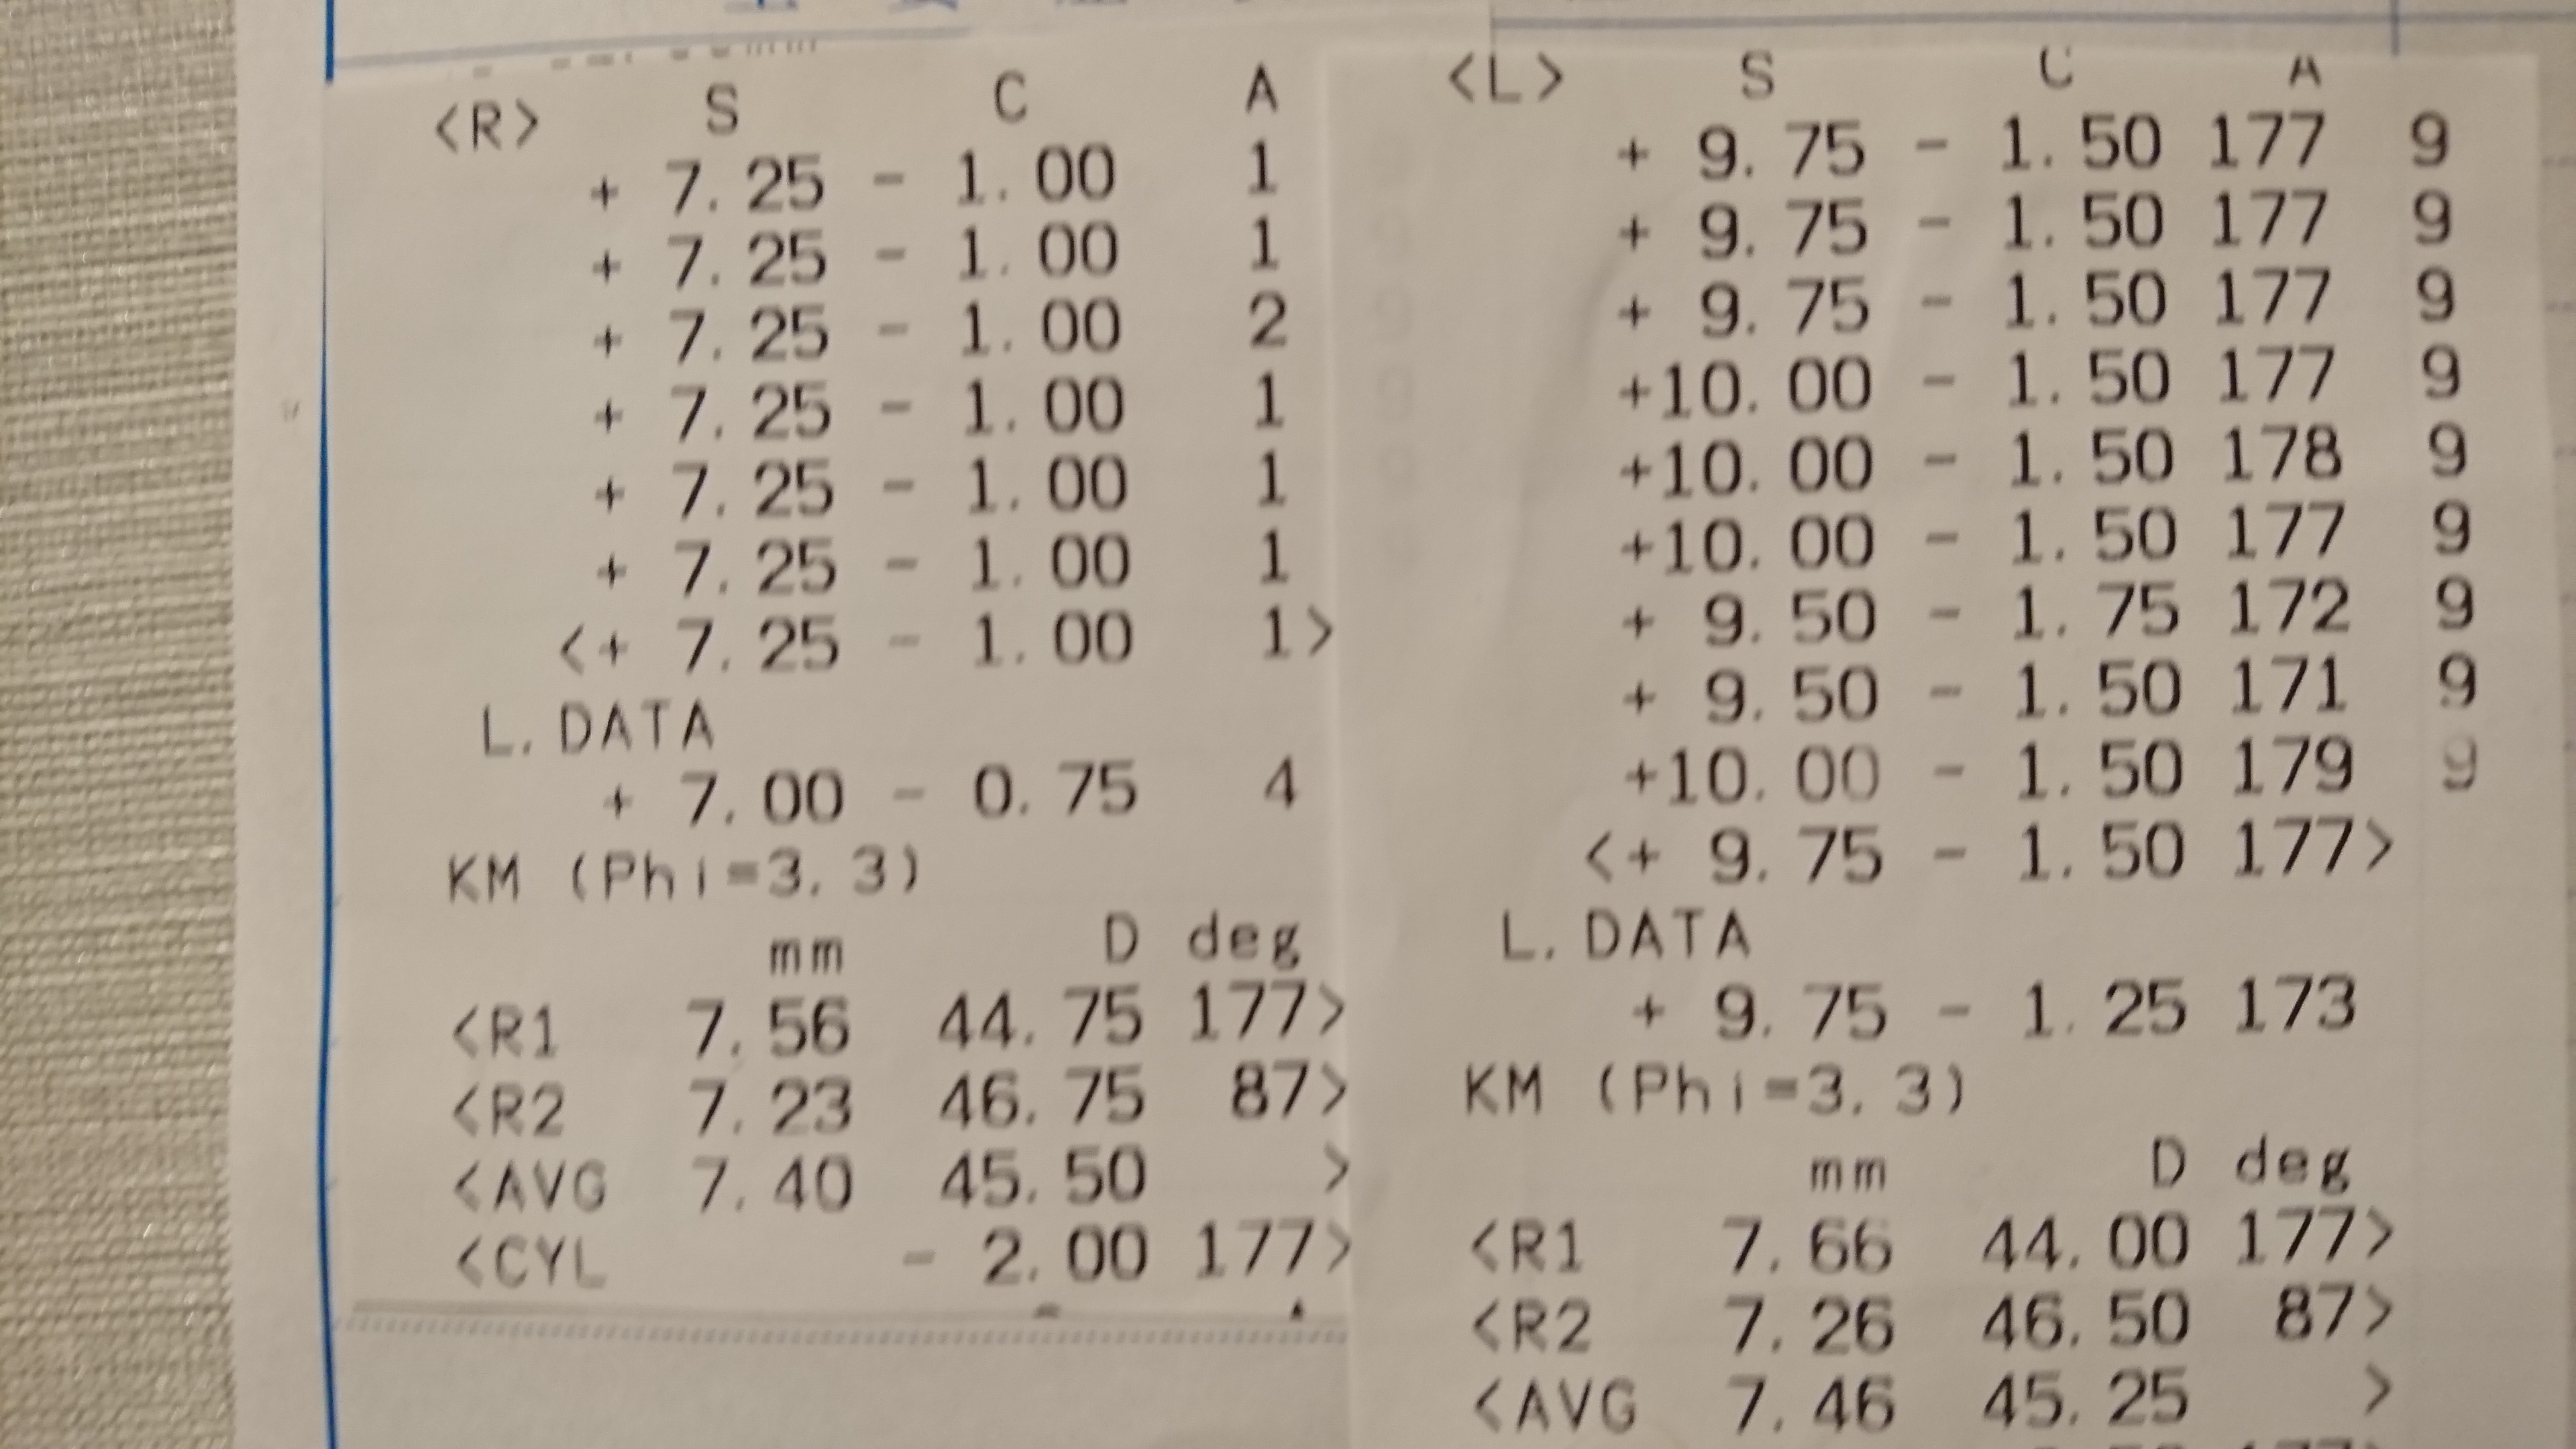 <R> S C A
+ 7.25 - 1.00 1
+ 7.25 - 1.00 1
+ 7.25 - 1.00 2
+ 7.25 - 1.00 1
+ 7.25 - 1.00 1
+ 7.25 - 1.00 1
<+ 7.25 - 1.00 1>
L.DATA
+ 7.00 - 0.75 4
KM (Phi=3.3)
mm D deg
<R1 7.56 44.75 177>
<R2 7.23 46.75 87>
<AVG 7.40 45.50 >
<CYL - 2.00 177>
<L> S C A
+ 9.75 - 1.50 177 9
+ 9.75 - 1.50 177 9
+ 9.75 - 1.50 177 9
+10.00 - 1.50 177 9
+10.00 - 1.50 178 9
+10.00 - 1.50 177 9
+ 9.50 - 1.75 172 9
+ 9.50 - 1.50 171 9
+10.00 - 1.50 179 9
<+ 9.75 - 1.50 177>
L.DATA
+ 9.75 - 1.25 173
KM (Phi=3.3)
mm D deg
<R1 7.66 44.00 177>
<R2 7.26 46.50 87>
<AVG 7.46 45.25 >